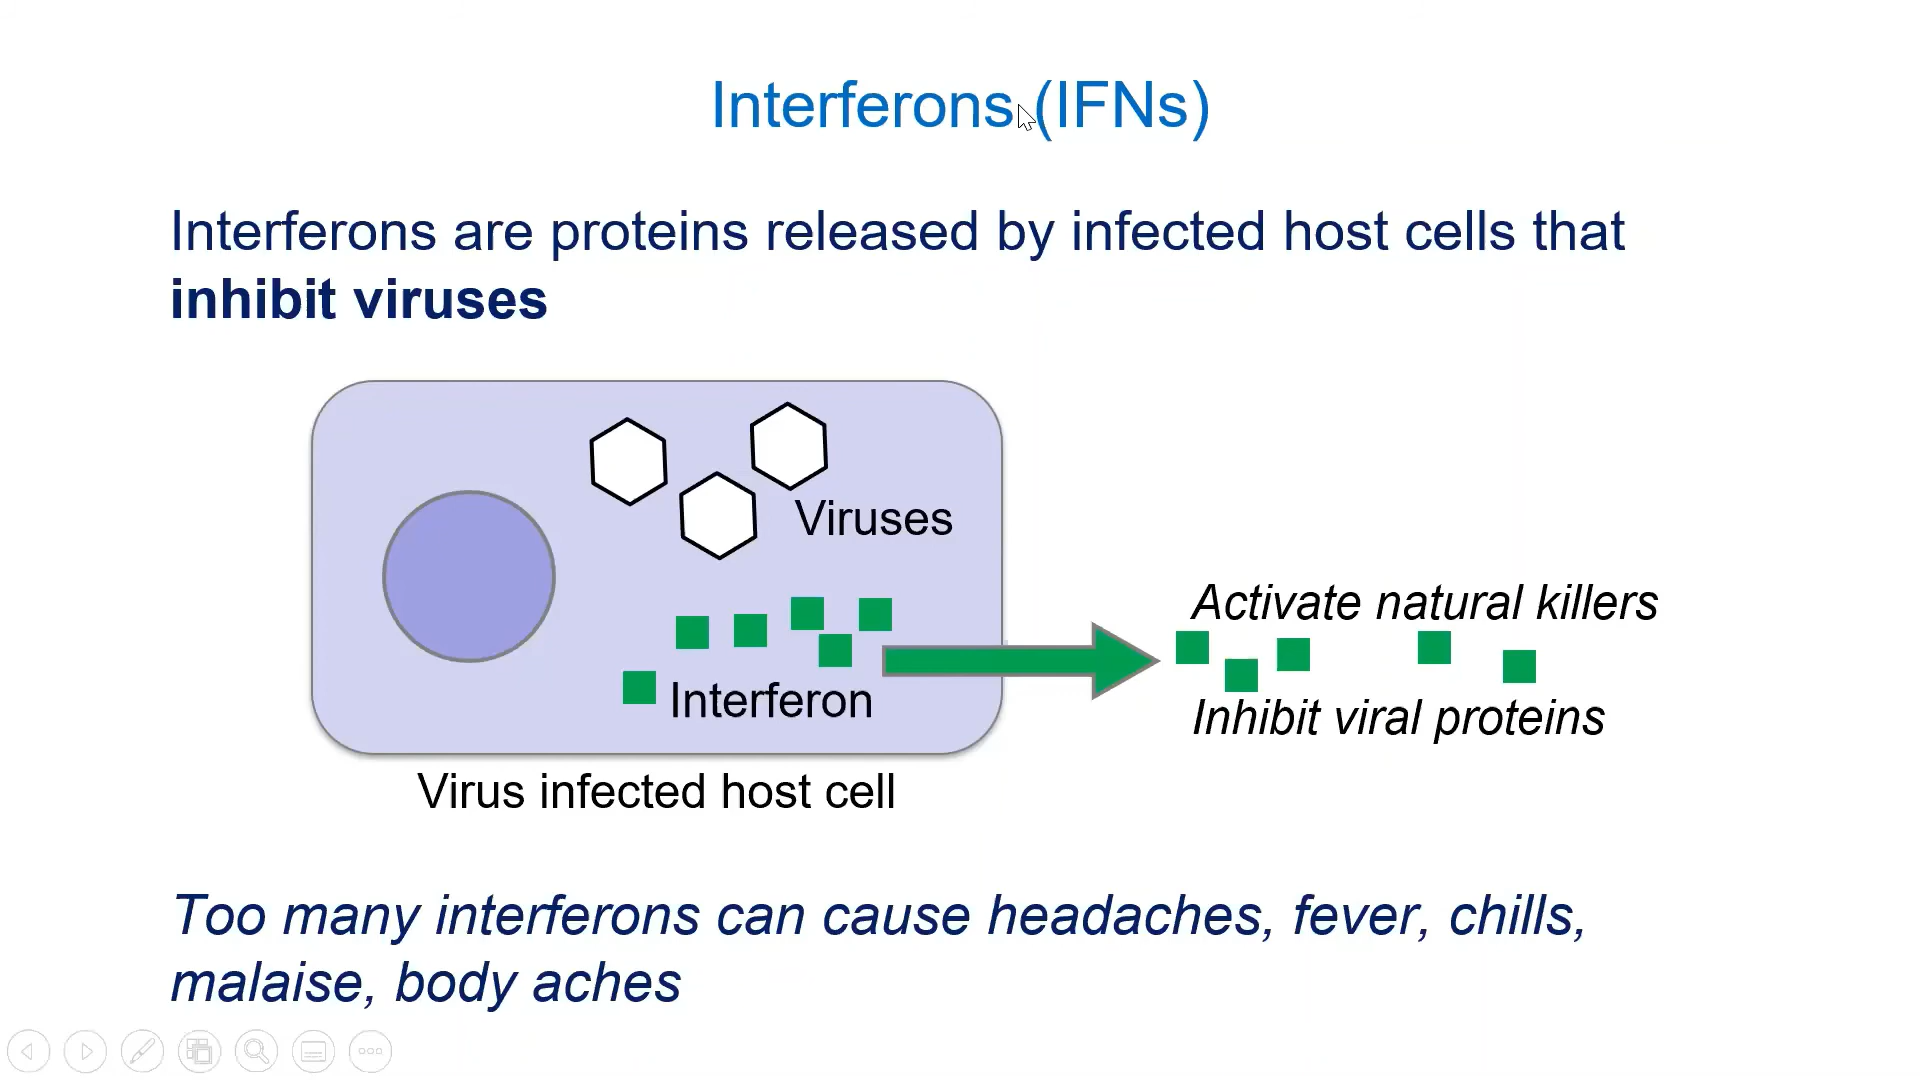 Interferons (IFNs)
Interferons are proteins released by infected host cells that
inhibit viruses
Viruses
Activate natural killers
Interferon
Inhibit viral proteins
Virus infected host cell
Too many interferons can cause headaches, fever, chills,
malaise, body aches